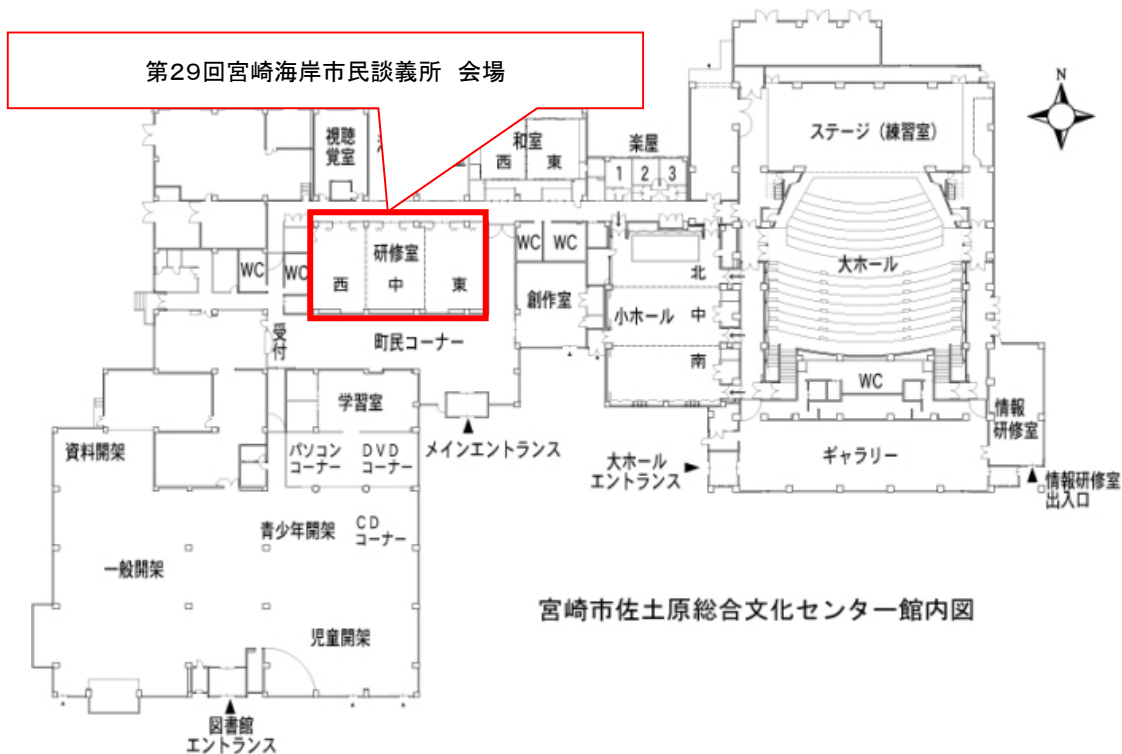 第29回宮崎海岸市民談義所 会場
N
視聴
覚室
和室
西 東
楽屋
1 2 3
ステージ（練習室）
大ホール
WC
WC
研修室
西 中 東
WC WC
創作室
北
小ホール 中
南
受付
町民コーナー
WC
学習室
メインエントランス
大ホール
エントランス
ギャラリー
情報
研修室
情報研修室
出入口
資料開架
パソコン
コーナー
DVD
コーナー
青少年開架
CD
コーナー
一般開架
児童開架
図書館
エントランス
宮崎市佐土原総合文化センター館内図